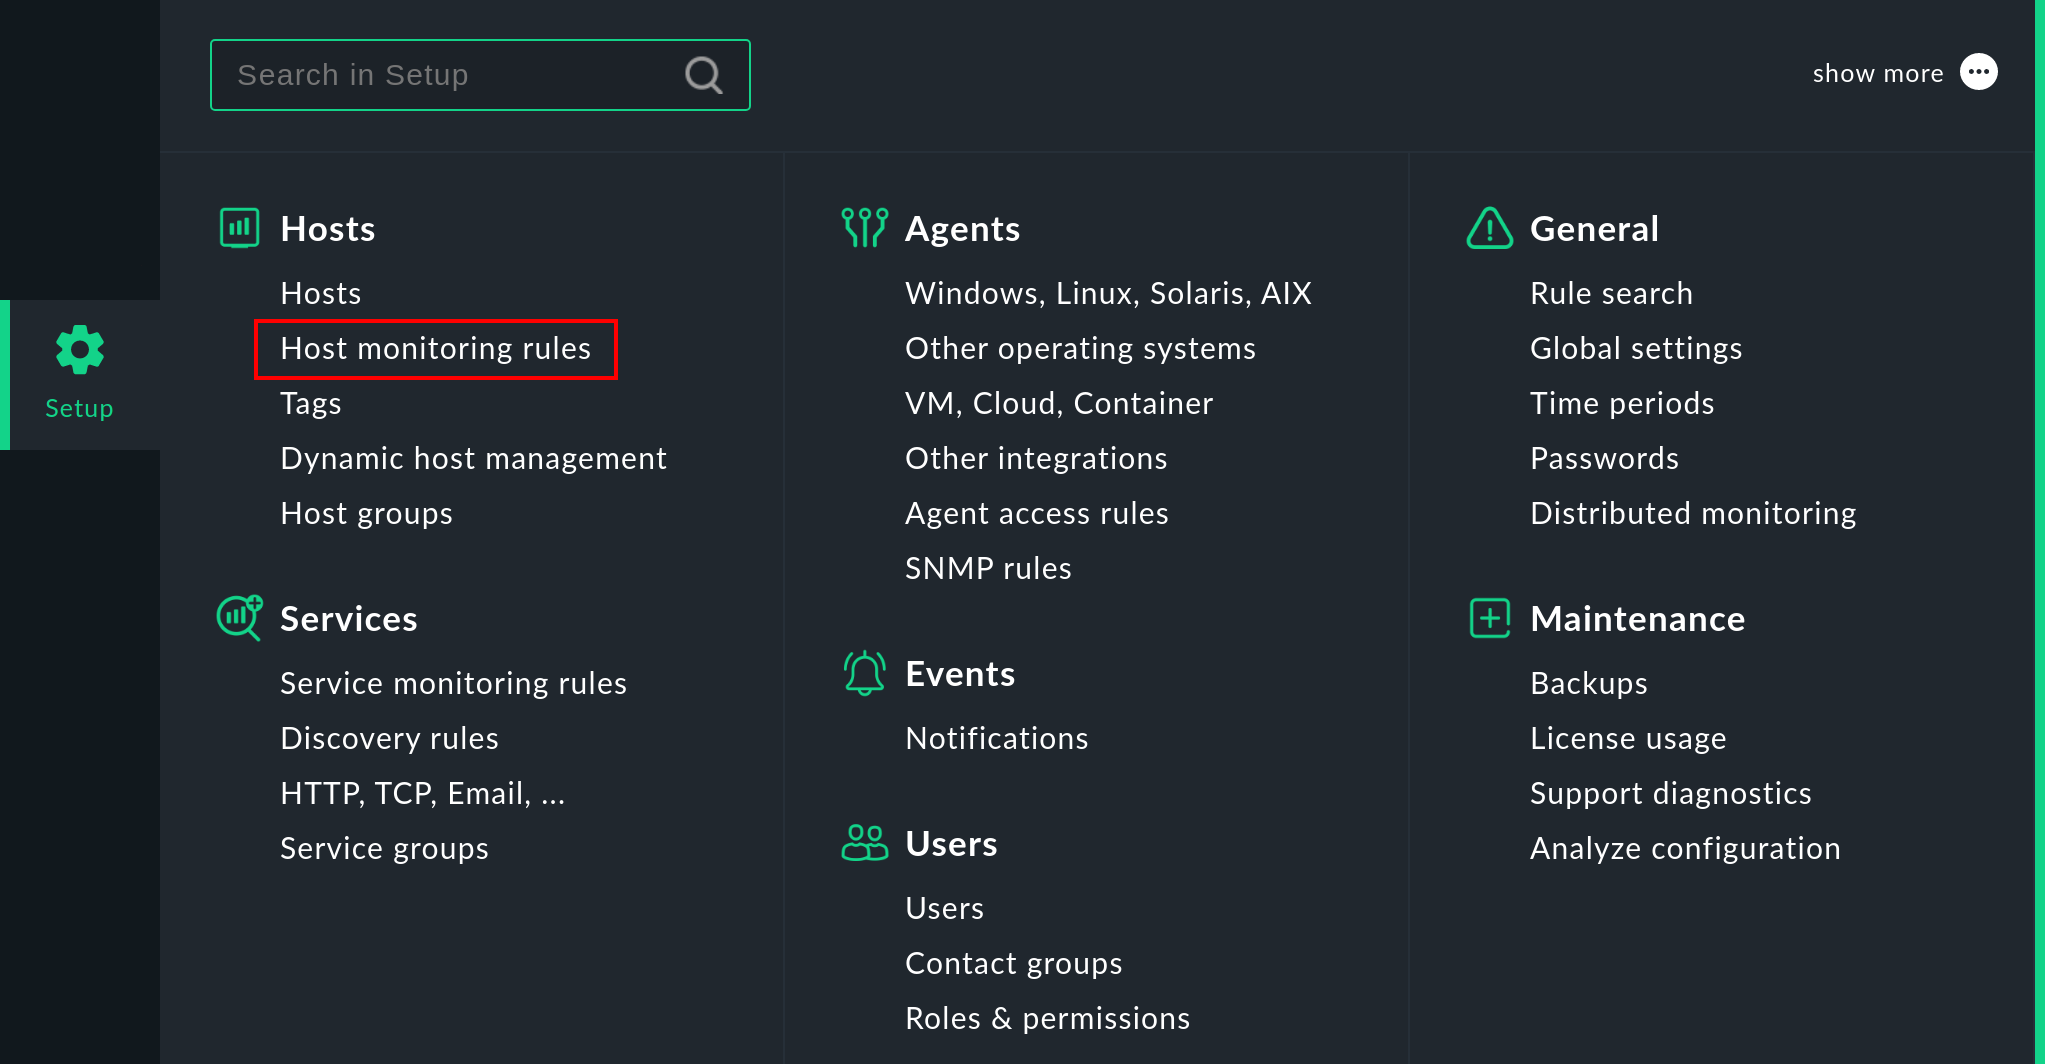 Search in Setup
show more
Setup
Hosts
Hosts
Host monitoring rules
Tags
Dynamic host management
Host groups
Services
Service monitoring rules
Discovery rules
HTTP, TCP, Email, ...
Service groups
Agents
Windows, Linux, Solaris, AIX
Other operating systems
VM, Cloud, Container
Other integrations
Agent access rules
SNMP rules
Events
Notifications
Users
Users
Contact groups
Roles & permissions
General
Rule search
Global settings
Time periods
Passwords
Distributed monitoring
Maintenance
Backups
License usage
Support diagnostics
Analyze configuration